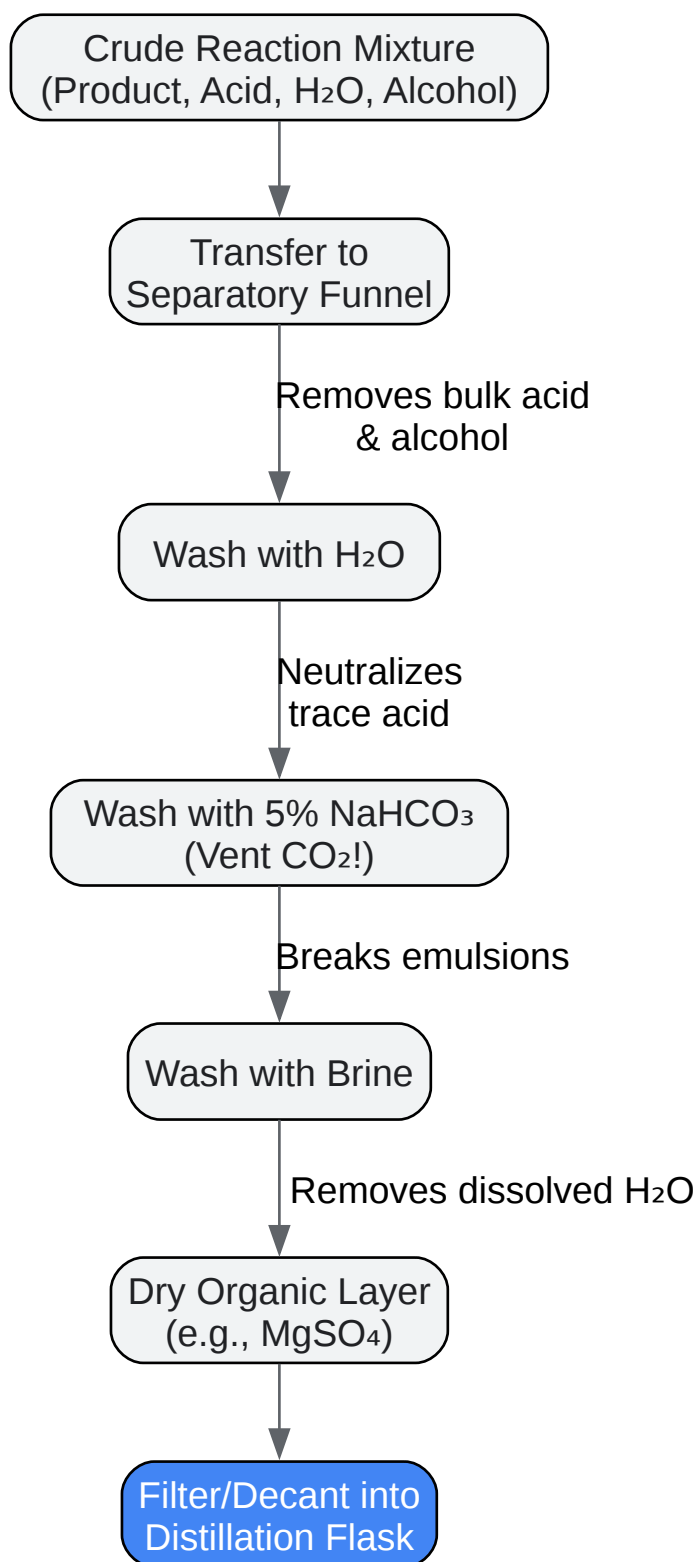 Crude Reaction Mixture
(Product, Acid, H₂O, Alcohol)
Transfer to
Separatory Funnel
Removes bulk acid
& alcohol
Wash with H₂O
Neutralizes
trace acid
Wash with 5% NaHCO₃
(Vent CO₂!)
Breaks emulsions
Wash with Brine
Removes dissolved H₂O
Dry Organic Layer
(e.g., MgSO₄)
Filter/Decant into
Distillation Flask